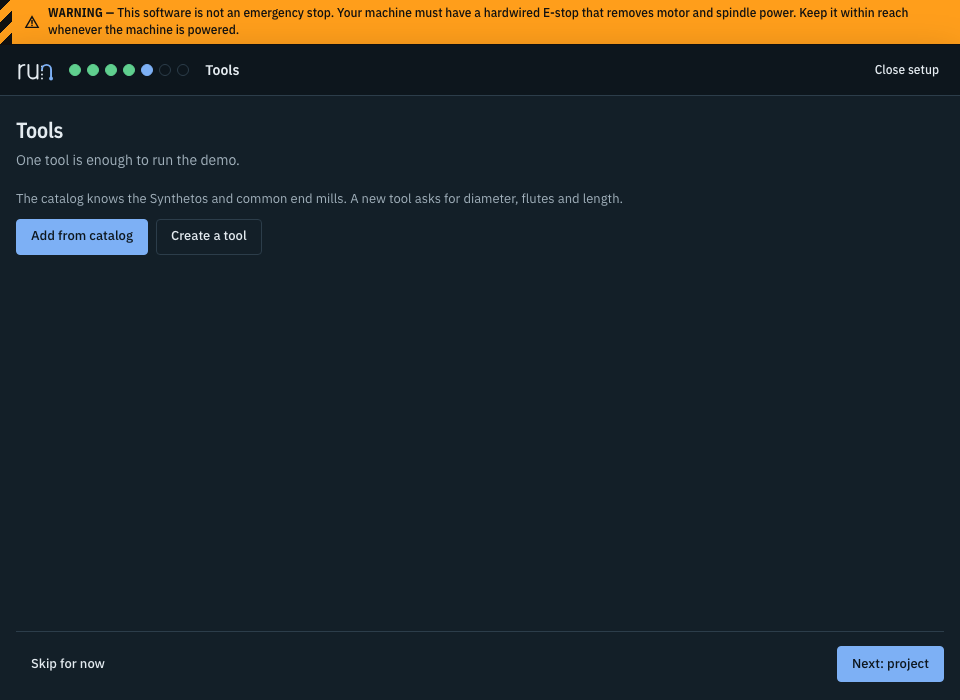 WARNING — This software is not an emergency stop. Your machine must have a hardwired E-stop that removes motor and spindle power. Keep it within reach
whenever the machine is powered.
run Tools Close setup
Tools
One tool is enough to run the demo.
The catalog knows the Synthetos and common end mills. A new tool asks for diameter, flutes and length.
Add from catalog Create a tool
Skip for now Next: project